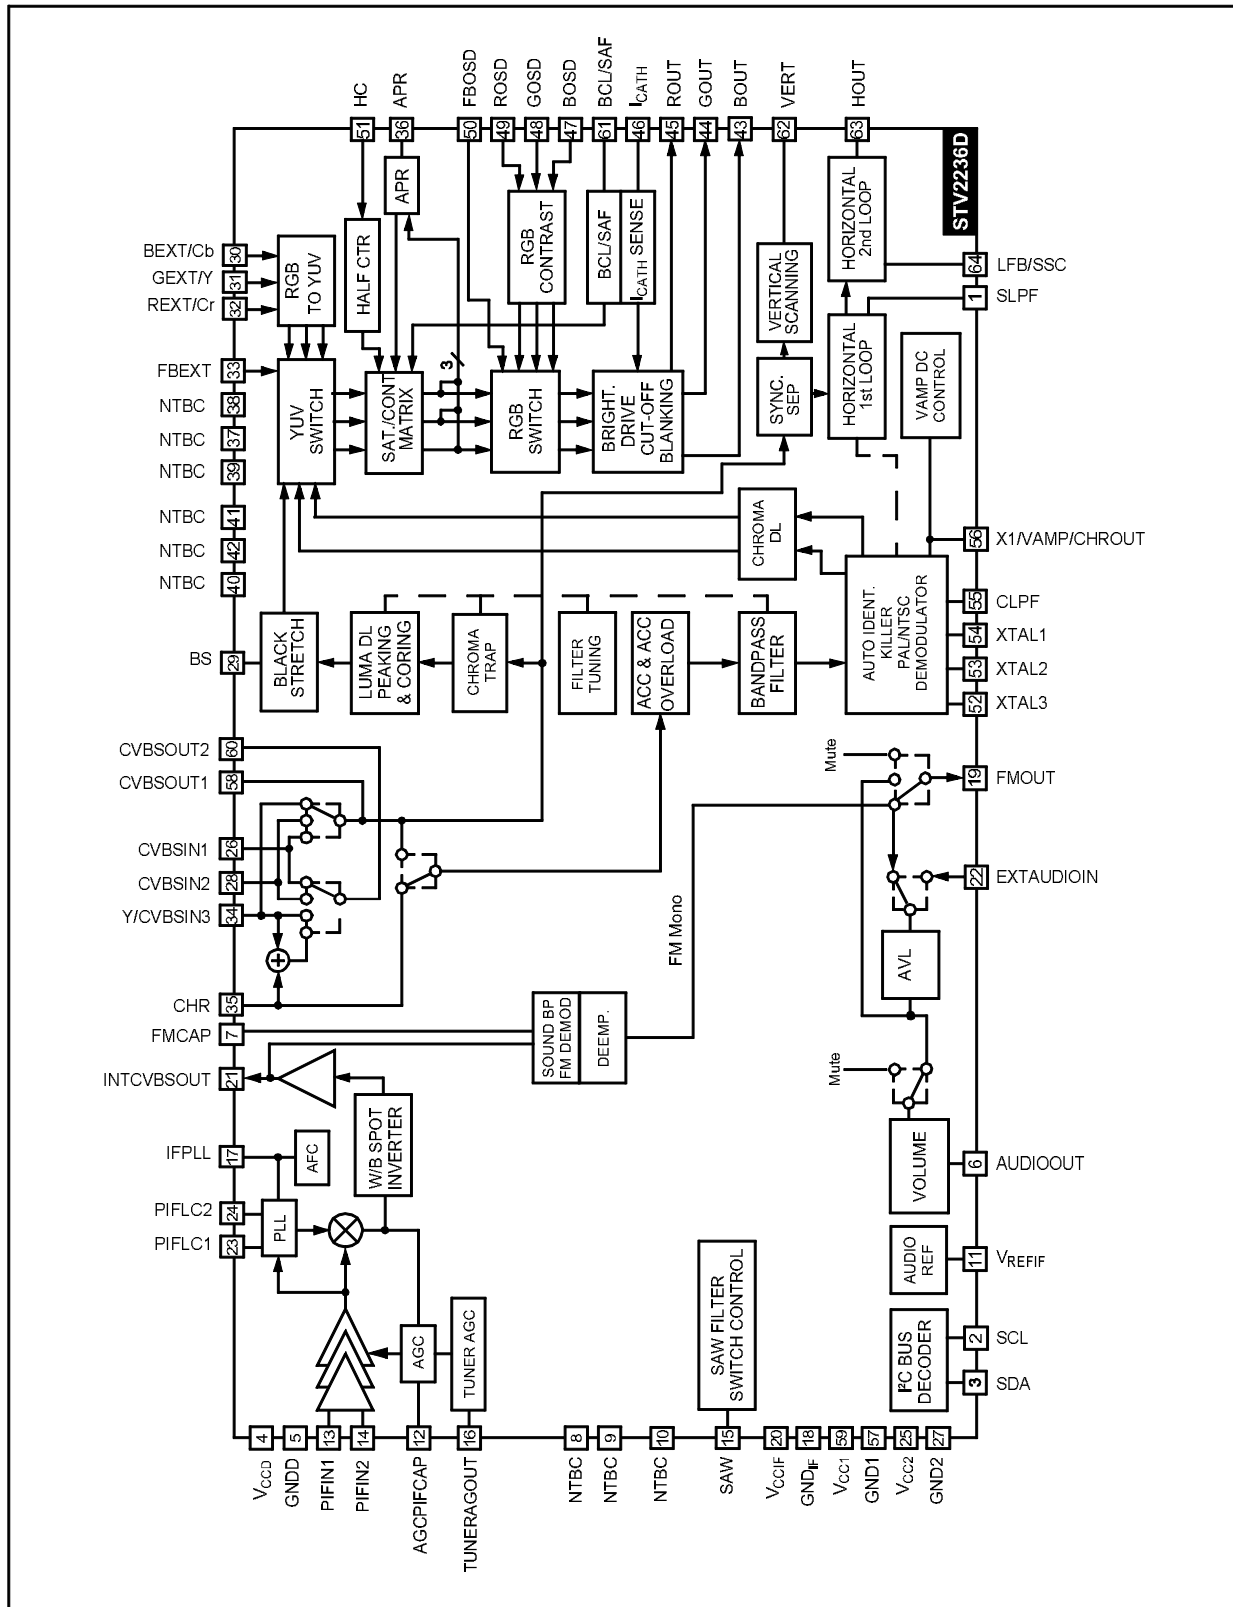 HC
APR
FBOSD
ROSD
GOSD
BOSD
BCL/SAF
ICATH
ROUT
GOUT
BOUT
VERT
HOUT
51
36
50
49
48
47
61
46
45
44
43
62
63
STV2236D
BEXT/Cb
30
GEXT/Y
31
REXT/Cr
32
FBEXT
33
NTBC
38
NTBC
37
NTBC
39
NTBC
41
NTBC
42
NTBC
40
BS
29
CVBSOUT2
60
CVBSOUT1
58
CVBSIN1
26
CVBSIN2
28
Y/CVBSIN3
34
CHR
35
FMCAP
7
INTCVBSOUT
21
IFPLL
17
PIFLC2
24
PIFLC1
23
RGB
TO YUV
HALF CTR
APR
RGB
CONTRAST
BCL/SAF
ICATH SENSE
VERTICAL
SCANNING
HORIZONTAL
2nd LOOP
YUV
SWITCH
SAT./CONT
MATRIX
3
RGB
SWITCH
BRIGHT.
DRIVE
CUT-OFF
BLANKING
SYNC.
SEP
HORIZONTAL
1st LOOP
VAMP DC
CONTROL
CHROMA
DL
BLACK
STRETCH
LUMA DL
PEAKING
& CORING
CHROMA
TRAP
FILTER
TUNING
ACC & ACC
OVERLOAD
BANDPASS
FILTER
AUTO IDENT.
KILLER
PAL/NTSC
DEMODULATOR
Mute
FM Mono
AVL
+
SOUND BP
FM DEMOD
DEEMP.
Mute
VOLUME
W/B SPOT
INVERTER
AFC
PLL
AGC
TUNER AGC
SAW FILTER
SWITCH CONTROL
AUDIO
REF
I²C BUS
DECODER
64
LFB/SSC
1
SLPF
56
X1/VAMP/CHROUT
55
CLPF
54
XTAL1
53
XTAL2
52
XTAL3
19
FMOUT
22
EXTAUDIOIN
6
AUDIOOUT
11
VREFIF
2
SCL
3
SDA
4
5
13
14
12
16
8
9
10
15
20
18
59
57
25
27
VCCD
GNDD
PIFIN1
PIFIN2
AGCPIFCAP
TUNERAGOUT
NTBC
NTBC
NTBC
SAW
VCCIF
GNDIF
VCC1
GND1
VCC2
GND2